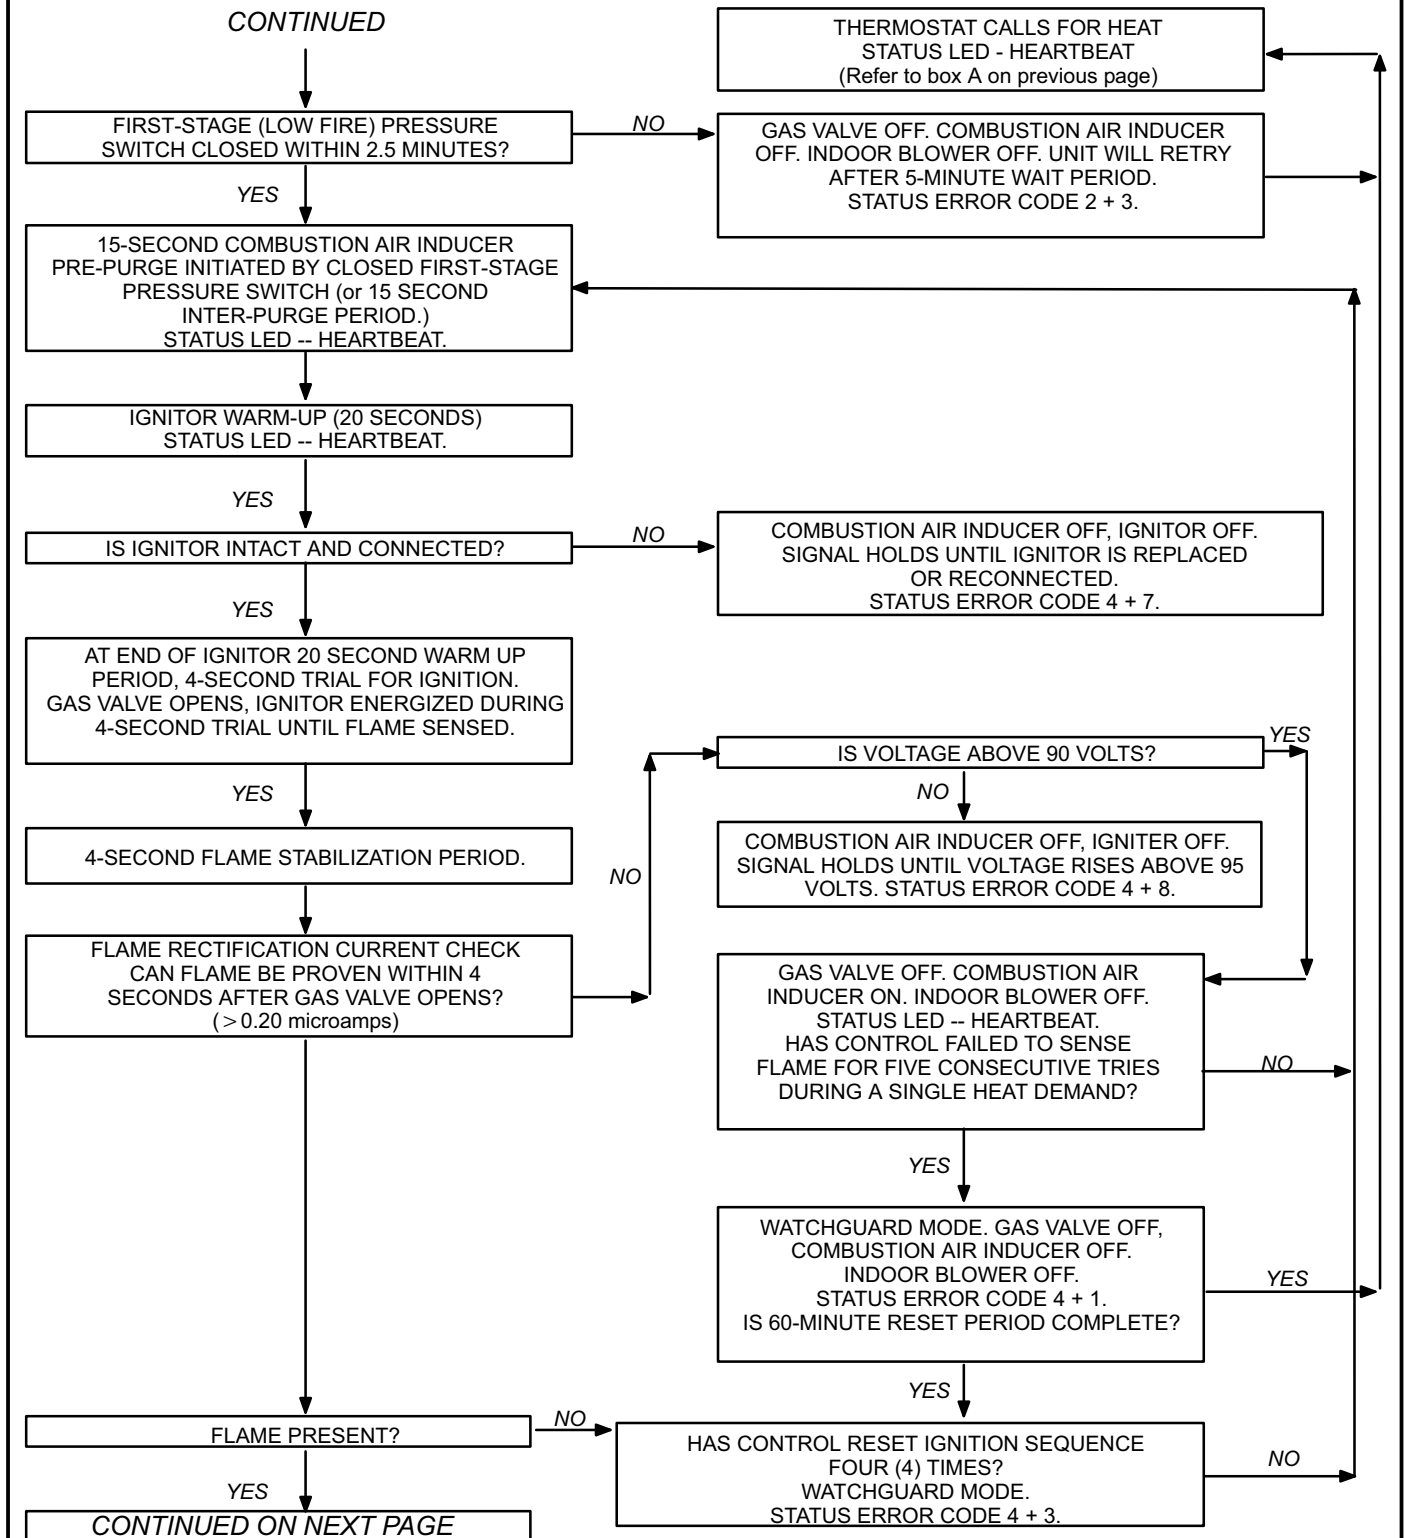 CONTINUED
THERMOSTAT CALLS FOR HEAT
STATUS LED - HEARTBEAT
(Refer to box A on previous page)
FIRST-STAGE (LOW FIRE) PRESSURE
SWITCH CLOSED WITHIN 2.5 MINUTES?
NO
GAS VALVE OFF. COMBUSTION AIR INDUCER
OFF. INDOOR BLOWER OFF. UNIT WILL RETRY
AFTER 5-MINUTE WAIT PERIOD.
STATUS ERROR CODE 2 + 3.
YES
15-SECOND COMBUSTION AIR INDUCER
PRE-PURGE INITIATED BY CLOSED FIRST-STAGE
PRESSURE SWITCH (or 15 SECOND
INTER-PURGE PERIOD.)
STATUS LED -- HEARTBEAT.
IGNITOR WARM-UP (20 SECONDS)
STATUS LED -- HEARTBEAT.
YES
IS IGNITOR INTACT AND CONNECTED?
NO
COMBUSTION AIR INDUCER OFF, IGNITOR OFF.
SIGNAL HOLDS UNTIL IGNITOR IS REPLACED
OR RECONNECTED.
STATUS ERROR CODE 4 + 7.
YES
AT END OF IGNITOR 20 SECOND WARM UP
PERIOD, 4-SECOND TRIAL FOR IGNITION.
GAS VALVE OPENS, IGNITOR ENERGIZED DURING
4-SECOND TRIAL UNTIL FLAME SENSED.
YES
4-SECOND FLAME STABILIZATION PERIOD.
FLAME RECTIFICATION CURRENT CHECK
CAN FLAME BE PROVEN WITHIN 4
SECONDS AFTER GAS VALVE OPENS?
(>0.20 microamps)
NO
IS VOLTAGE ABOVE 90 VOLTS?
YES
NO
COMBUSTION AIR INDUCER OFF, IGNITER OFF.
SIGNAL HOLDS UNTIL VOLTAGE RISES ABOVE 95
VOLTS. STATUS ERROR CODE 4 + 8.
GAS VALVE OFF. COMBUSTION AIR
INDUCER ON. INDOOR BLOWER OFF.
STATUS LED -- HEARTBEAT.
HAS CONTROL FAILED TO SENSE
FLAME FOR FIVE CONSECUTIVE TRIES
DURING A SINGLE HEAT DEMAND?
NO
YES
WATCHGUARD MODE. GAS VALVE OFF,
COMBUSTION AIR INDUCER OFF.
INDOOR BLOWER OFF.
STATUS ERROR CODE 4 + 1.
IS 60-MINUTE RESET PERIOD COMPLETE?
YES
YES
FLAME PRESENT?
NO
HAS CONTROL RESET IGNITION SEQUENCE
FOUR (4) TIMES?
WATCHGUARD MODE.
STATUS ERROR CODE 4 + 3.
NO
YES
CONTINUED ON NEXT PAGE